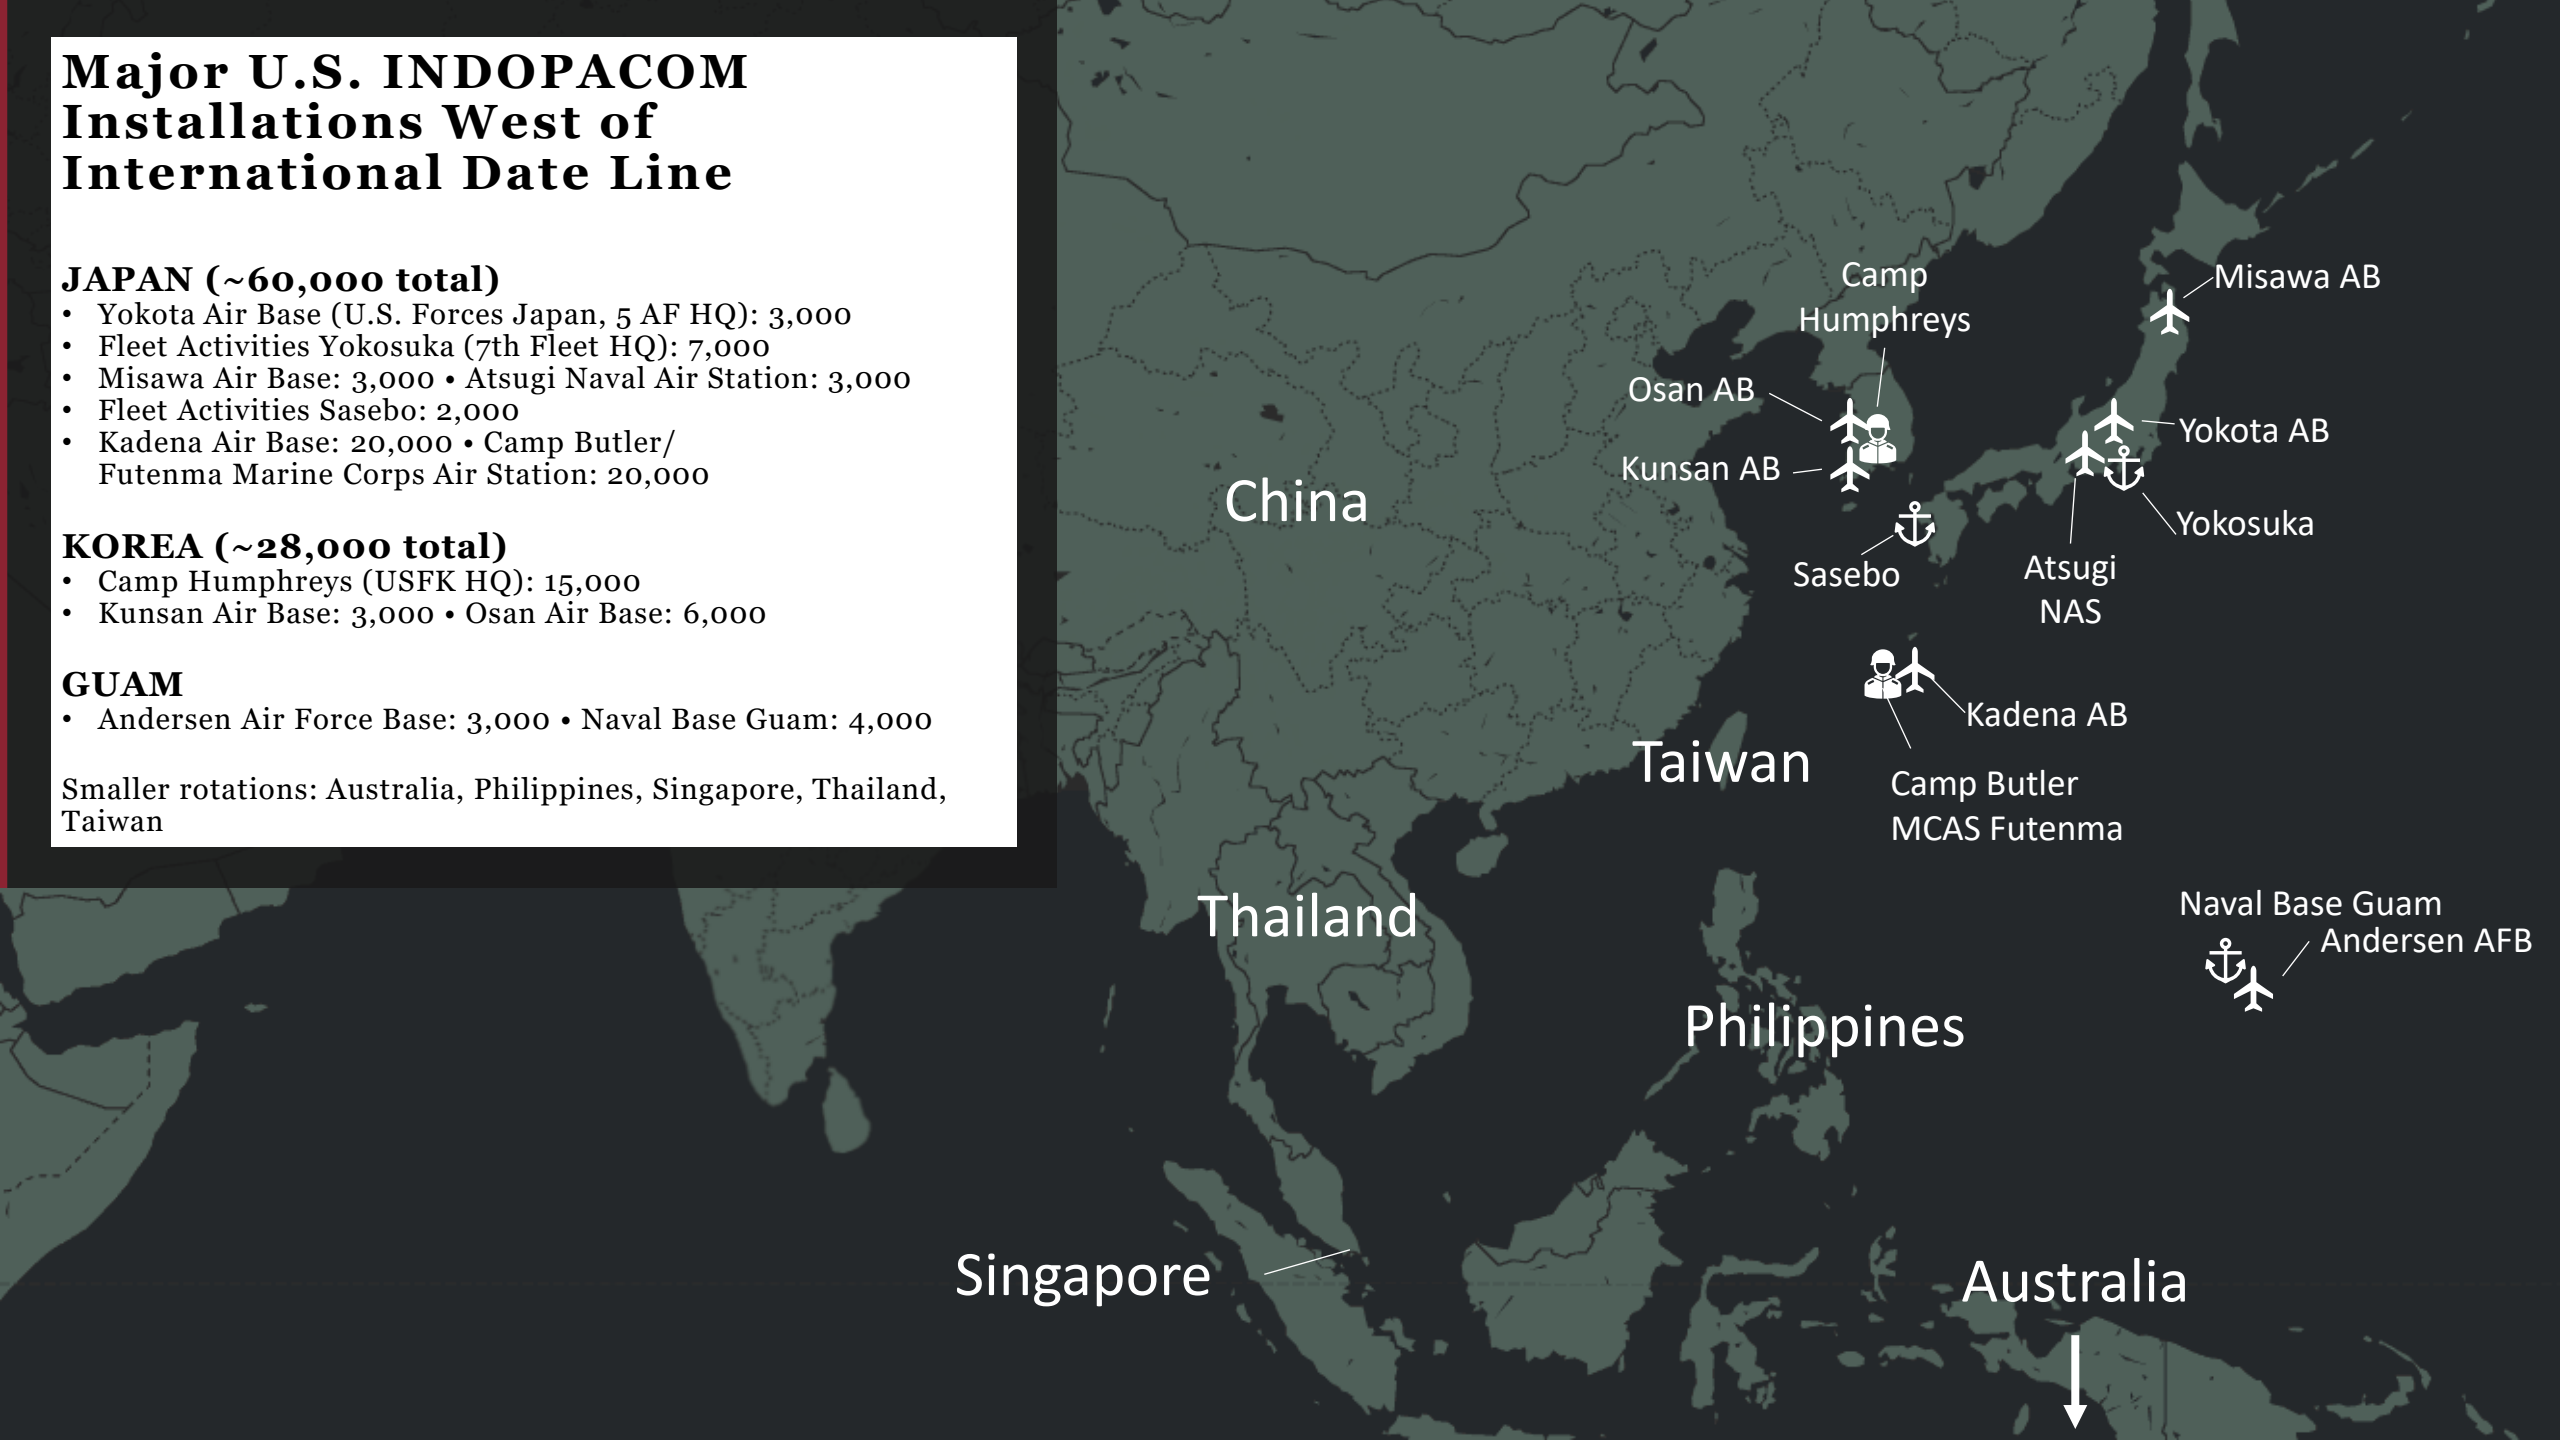 Major U.S. INDOPACOM
Installations West of
International Date Line
JAPAN (~60,000 total)
• Yokota Air Base (U.S. Forces Japan, 5 AF HQ): 3,000
• Fleet Activities Yokosuka (7th Fleet HQ): 7,000
• Misawa Air Base: 3,000 • Atsugi Naval Air Station: 3,000
• Fleet Activities Sasebo: 2,000
• Kadena Air Base: 20,000 • Camp Butler/
Futenma Marine Corps Air Station: 20,000
KOREA (~28,000 total)
• Camp Humphreys (USFK HQ): 15,000
• Kunsan Air Base: 3,000 • Osan Air Base: 6,000
GUAM
• Andersen Air Force Base: 3,000 • Naval Base Guam: 4,000
Smaller rotations: Australia, Philippines, Singapore, Thailand,
Taiwan
Camp
Humphreys
Misawa AB
Osan AB
Yokota AB
Kunsan AB
China
Yokosuka
Sasebo
Atsugi
NAS
Kadena AB
Taiwan
Camp Butler
MCAS Futenma
Thailand
Naval Base Guam
Andersen AFB
Philippines
Singapore
Australia